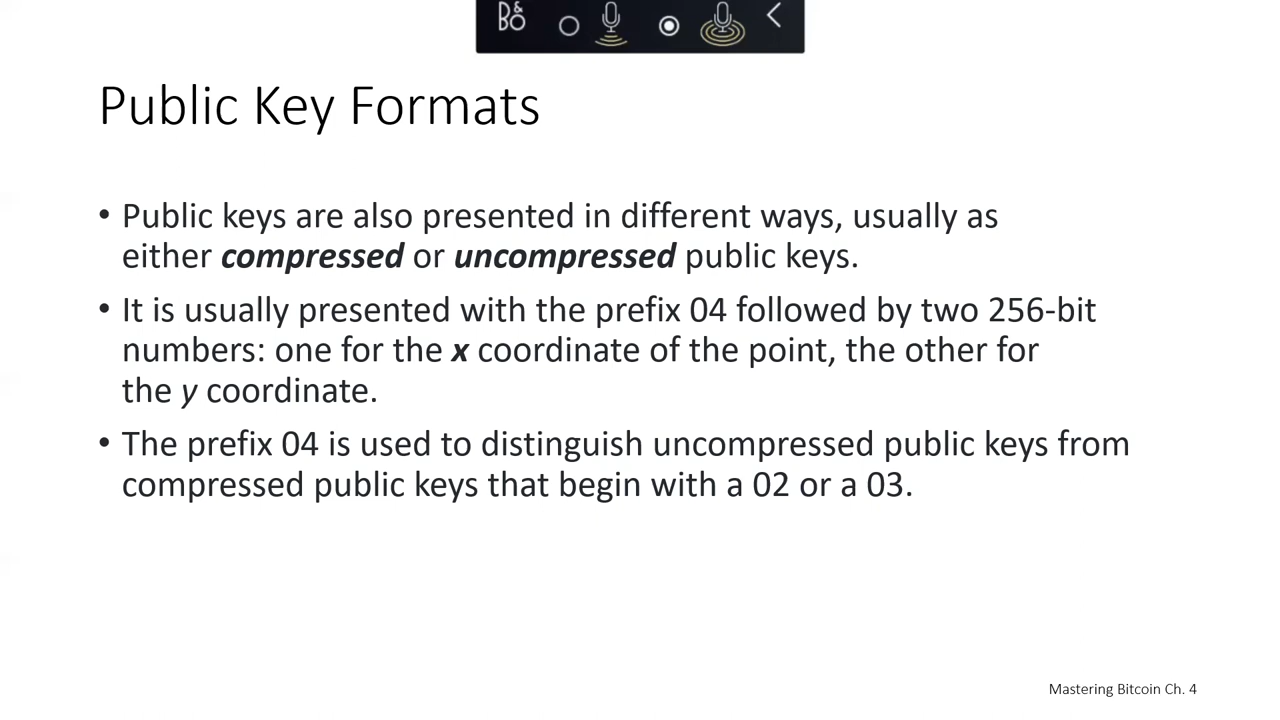 B&O
Public Key Formats
• Public keys are also presented in different ways, usually as
either compressed or uncompressed public keys.
• It is usually presented with the prefix 04 followed by two 256-bit
numbers: one for the x coordinate of the point, the other for
the y coordinate.
• The prefix 04 is used to distinguish uncompressed public keys from
compressed public keys that begin with a 02 or a 03.
Mastering Bitcoin Ch. 4